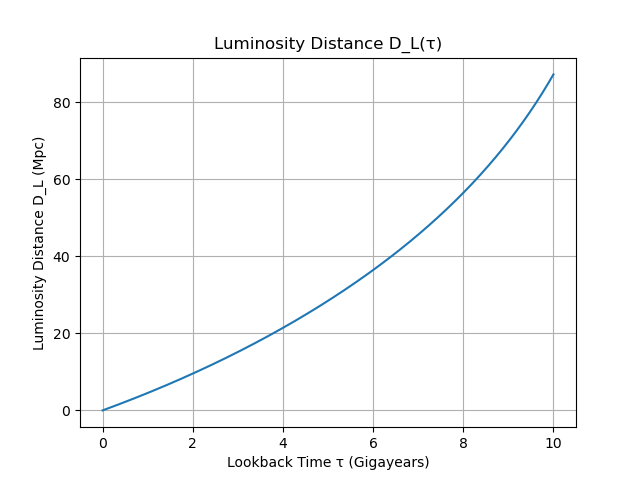 Luminosity Distance D_L(τ)
Luminosity Distance D_L (Mpc)
80
60
40
20
0
0 2 4 6 8 10
Lookback Time τ (Gigayears)